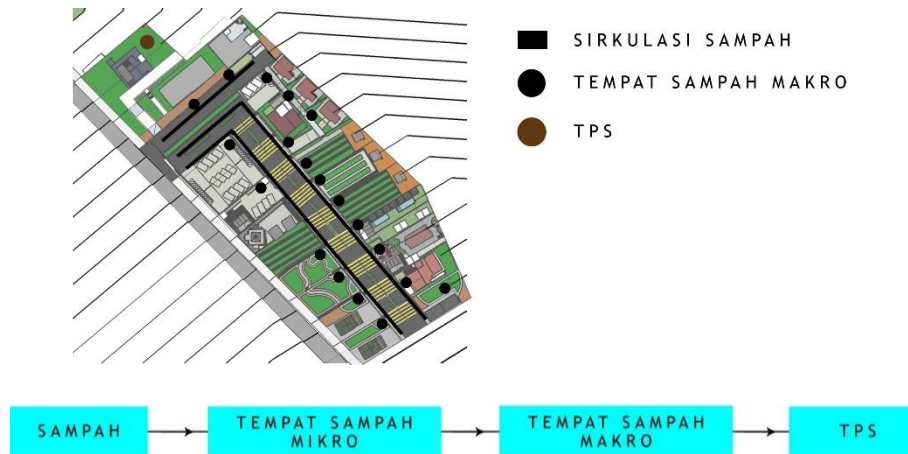 SIRKULASI SAMPAH
TEMPAT SAMPAH MAKRO
TPS
SAMPAH
TEMPAT SAMPAH
MIKRO
TEMPAT SAMPAH
MAKRO
TPS